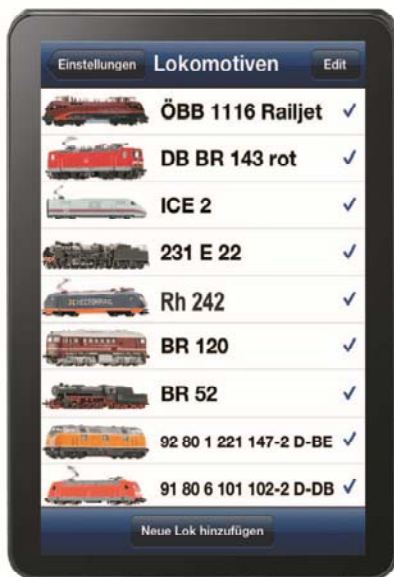 Einstellungen
Lokomotiven
Edit
ÖBB 1116 Railjet
DB BR 143 rot
ICE 2
231 E 22
Rh 242
BR 120
BR 52
92 80 1 221 147-2 D-BE
91 80 6 101 102-2 D-DB
Neue Lok hinzufügen